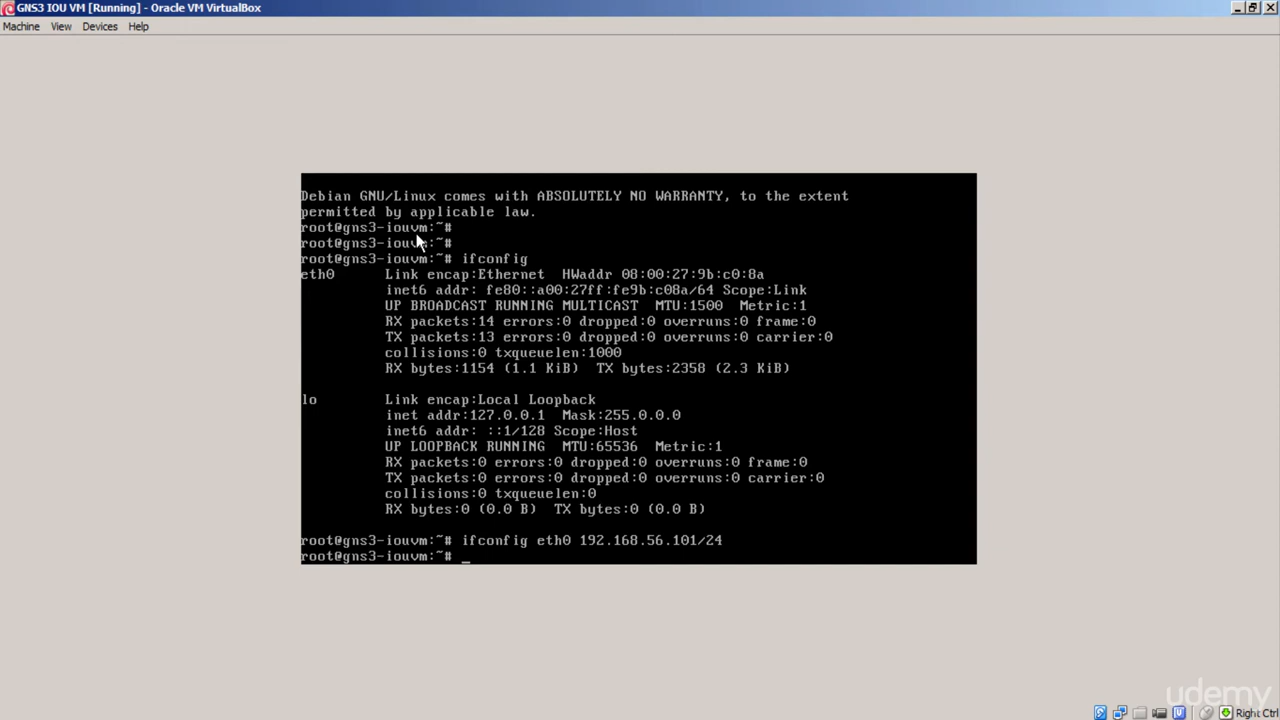 GNS3 IOU VM [Running] - Oracle VM VirtualBox
Machine View Devices Help
Debian GNU/Linux comes with ABSOLUTELY NO WARRANTY, to the extent
permitted by applicable law.
root@gns3-iouvm:~#
root@gns3-iouvm:~#
root@gns3-iouvm:~# ifconfig
eth0 Link encap:Ethernet HWaddr 08:00:27:9b:c0:8a
inet6 addr: fe80::a00:27ff:fe9b:c08a/64 Scope:Link
UP BROADCAST RUNNING MULTICAST MTU:1500 Metric:1
RX packets:14 errors:0 dropped:0 overruns:0 frame:0
TX packets:13 errors:0 dropped:0 overruns:0 carrier:0
collisions:0 txqueuelen:1000
RX bytes:1154 (1.1 KiB) TX bytes:2358 (2.3 KiB)
lo Link encap:Local Loopback
inet addr:127.0.0.1 Mask:255.0.0.0
inet6 addr: ::1/128 Scope:Host
UP LOOPBACK RUNNING MTU:65536 Metric:1
RX packets:0 errors:0 dropped:0 overruns:0 frame:0
TX packets:0 errors:0 dropped:0 overruns:0 carrier:0
collisions:0 txqueuelen:0
RX bytes:0 (0.0 B) TX bytes:0 (0.0 B)
root@gns3-iouvm:~# ifconfig eth0 192.168.56.101/24
root@gns3-iouvm:~# _
udemy
Right Ctrl